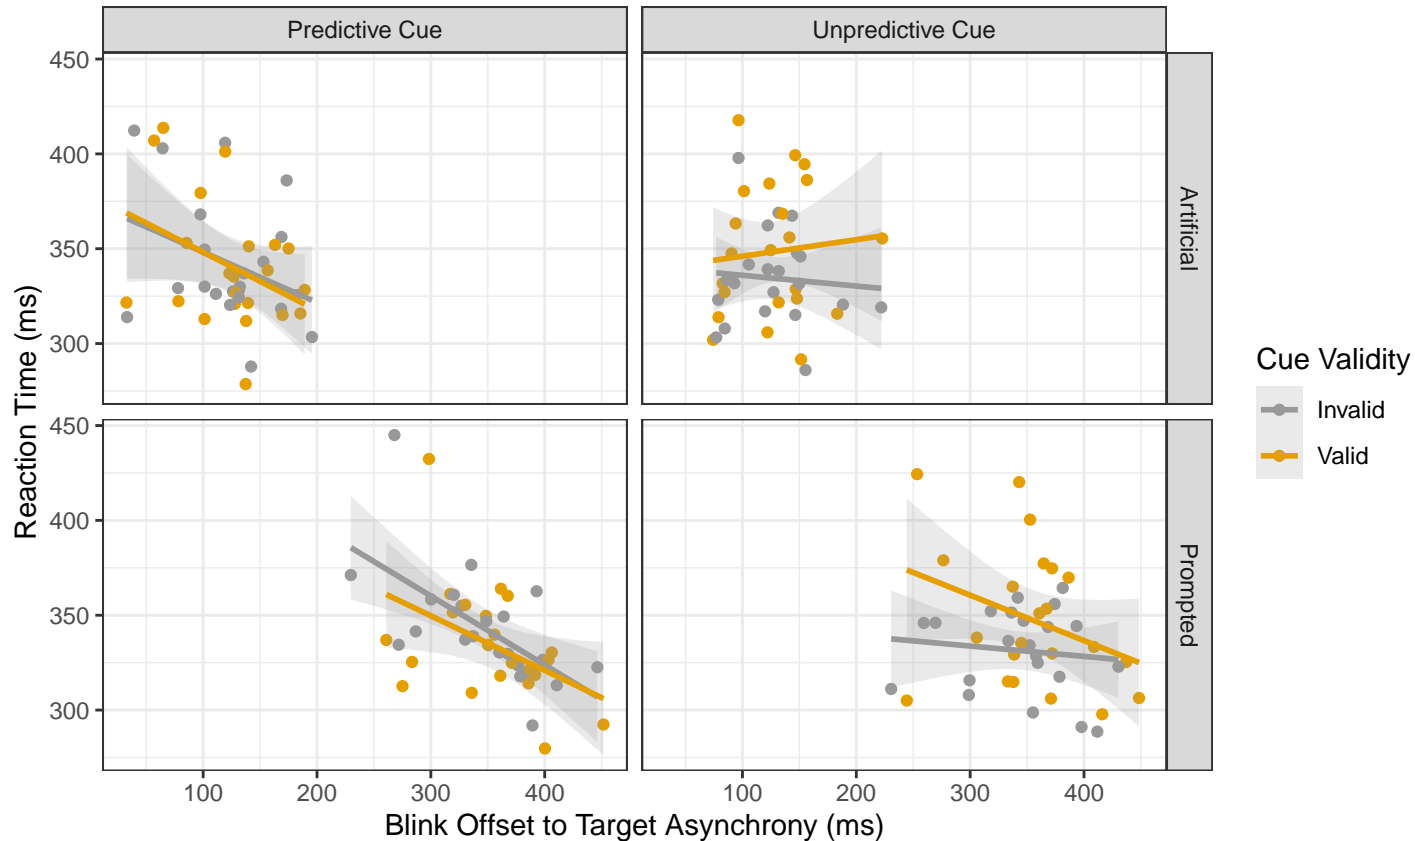 Predictive Cue
Unpredictive Cue
450
400
350
300
Artificial
450
400
350
300
Prompted
Reaction Time (ms)
100 200 300 400
100 200 300 400
Blink Offset to Target Asynchrony (ms)
Cue Validity
Invalid
Valid